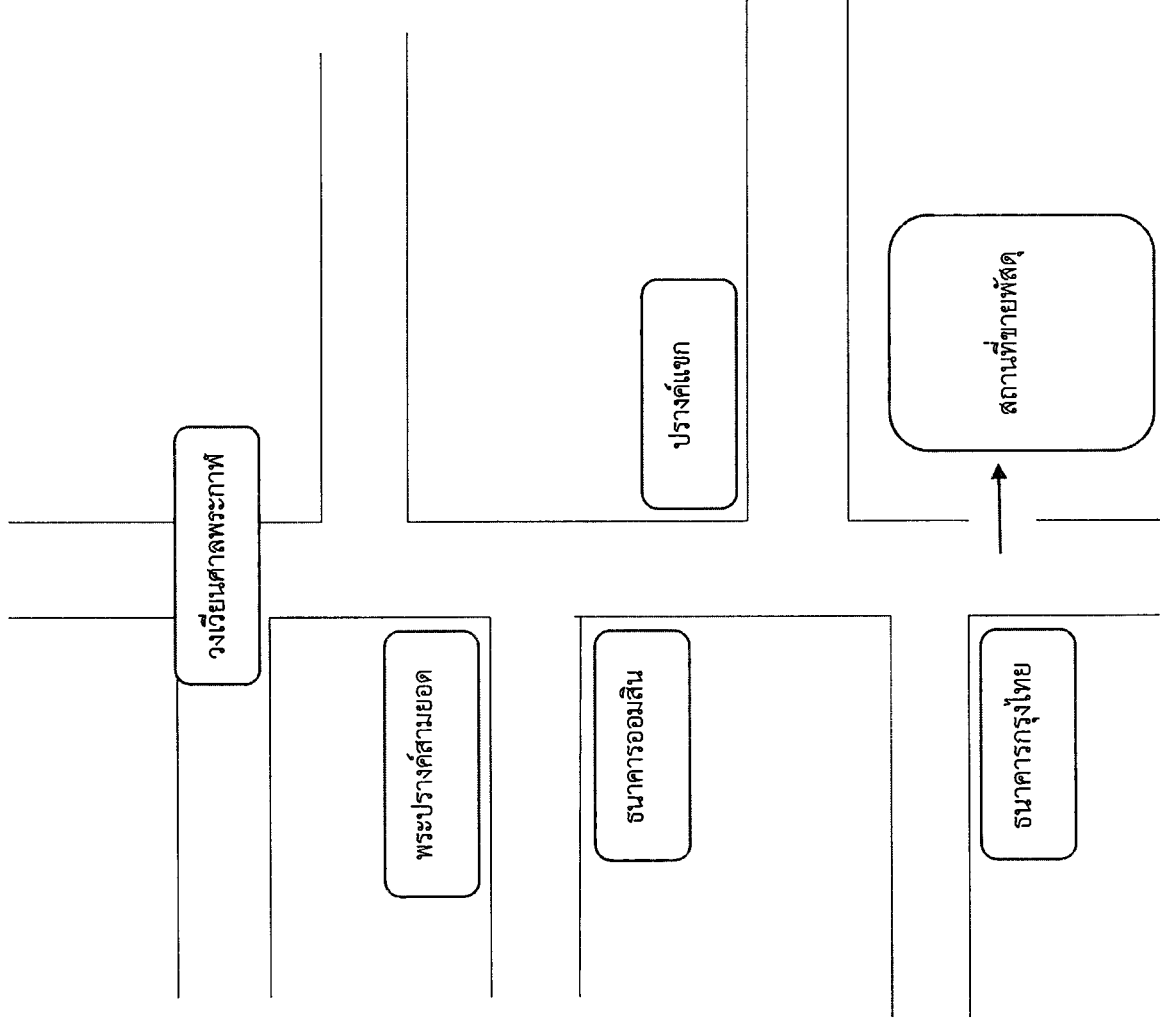 วงเวียนศาลพระกาฬ
พระปรางค์สามยอด
ธนาคารออมสิน
ปรางค์แขก
ธนาคารกรุงไทย
สถานที่ขายพัสดุ